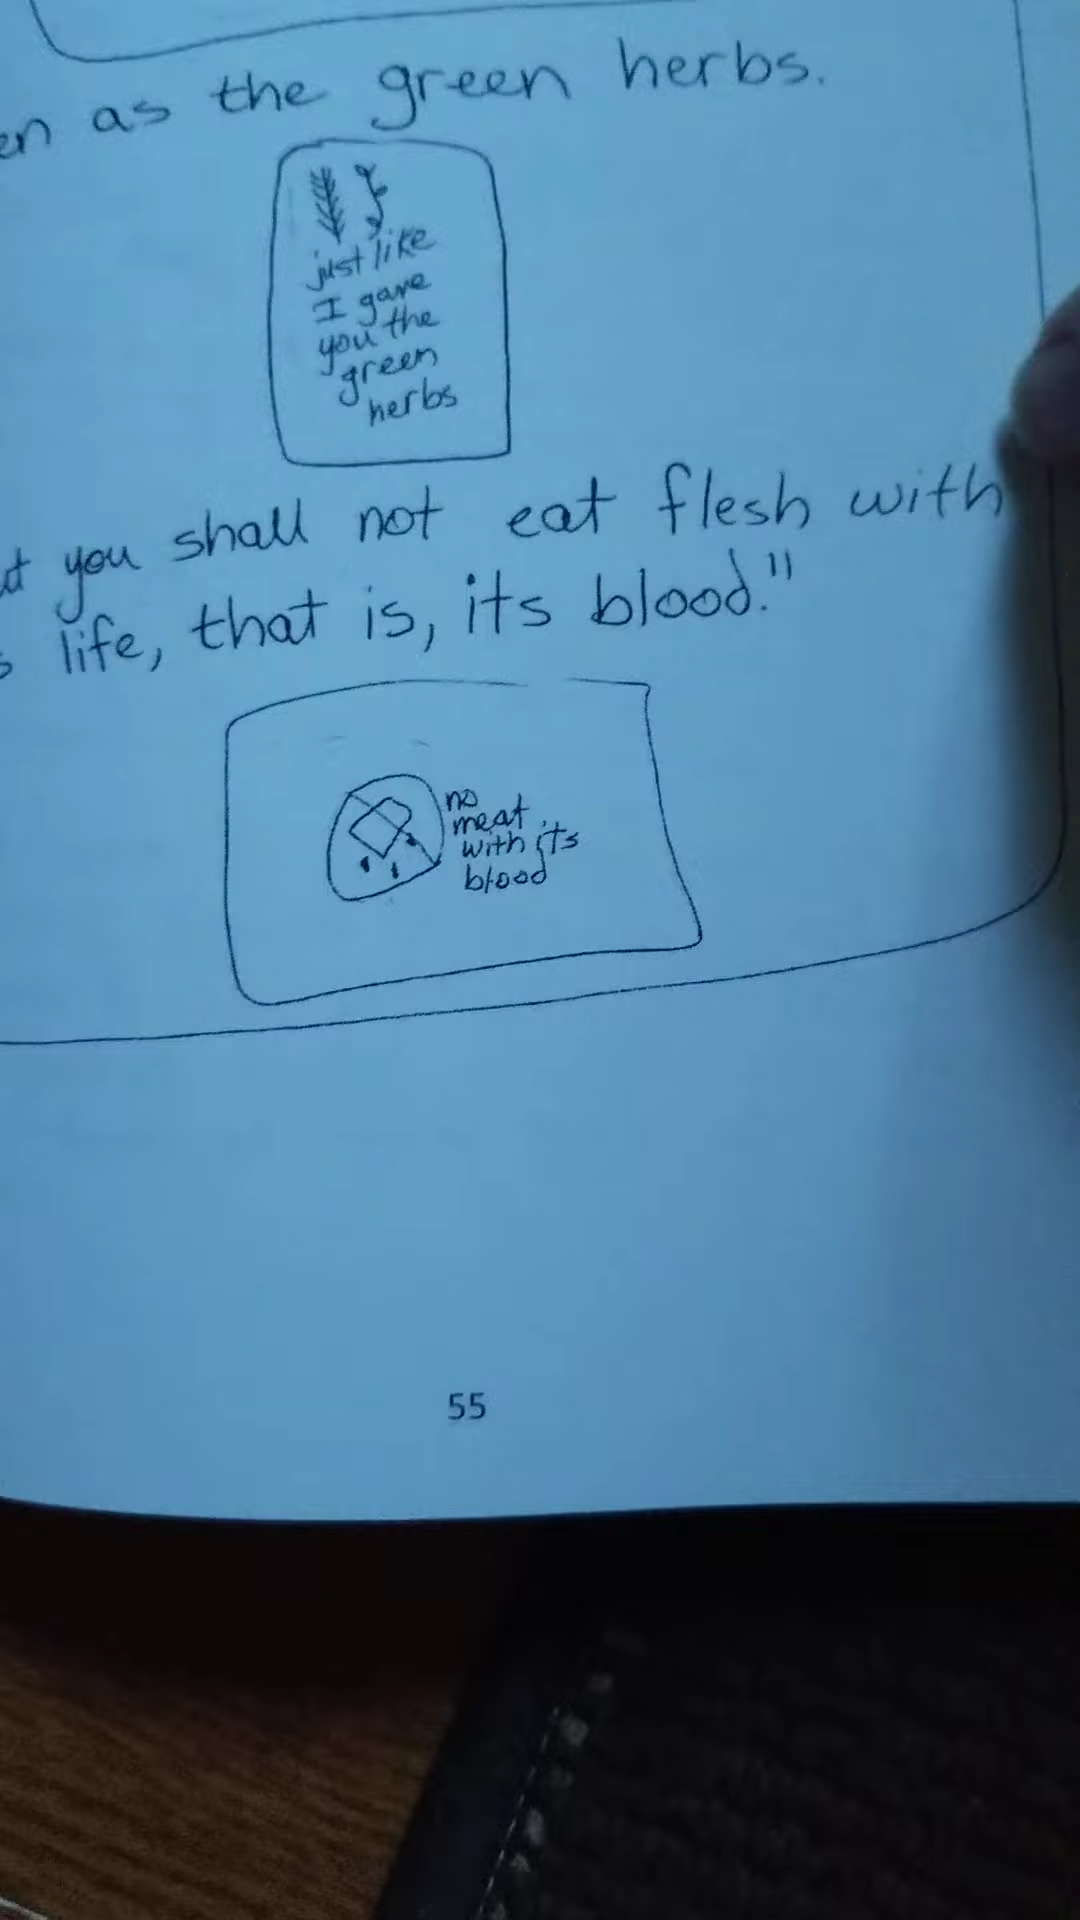 as the green herbs.
just like
I gave
you the
green
herbs
you shall not eat flesh with
life, that is, its blood."
no
meat
with its
blood
55